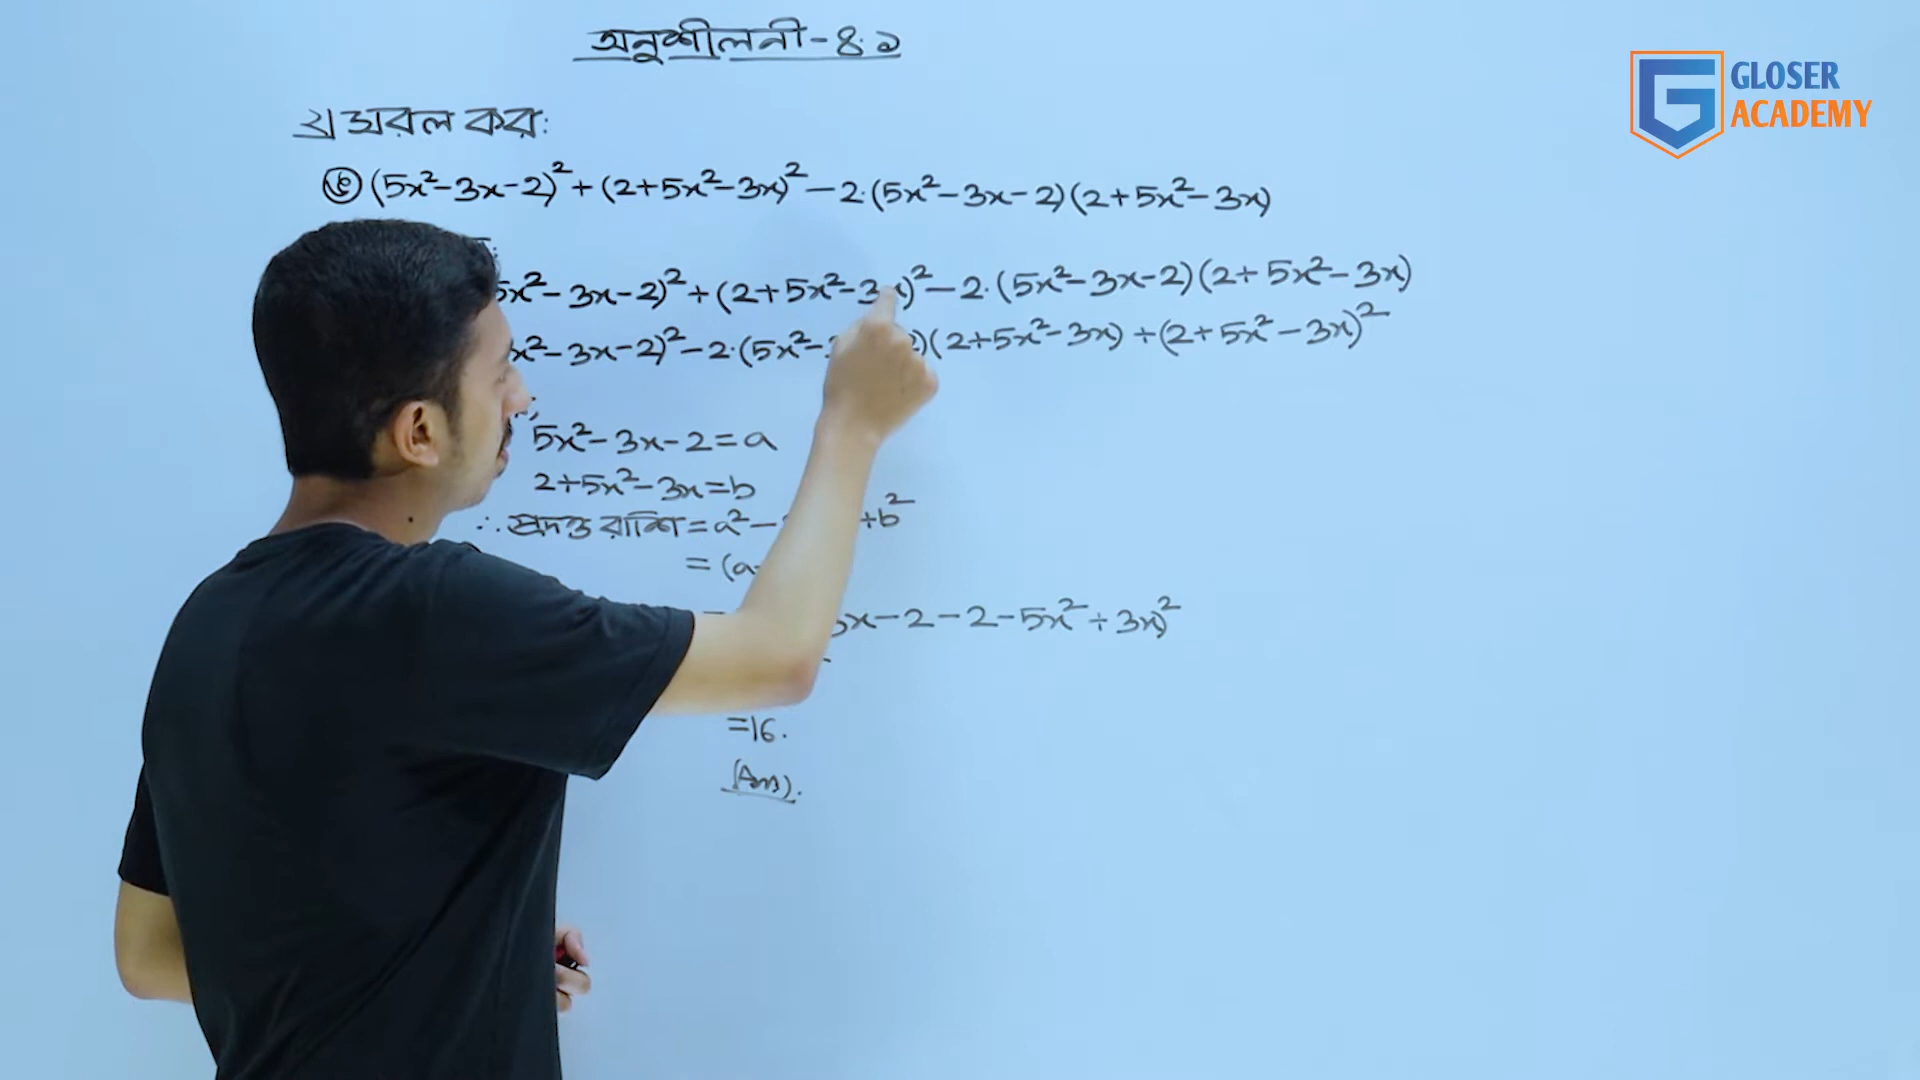 অনুশীলনী-৪.১
২) সরল কর:
(5x²-3x-2)²+(2+5x²-3x)²-2.(5x²-3x-2)(2+5x²-3x)
5x²-3x-2)²+(2+5x²-3x)²-2.(5x²-3x-2)(2+5x²-3x)
x²-3x-2)²-2.(5x²- 2)(2+5x²-3x)+(2+5x²-3x)²
5x²-3x-2=a
2+5x²-3x=b
∴ প্রদত্ত রাশি=a²- +b²
=(a-
3x-2-2-5x²+3x)²
=16.
(Ans).
GLOSER
ACADEMY